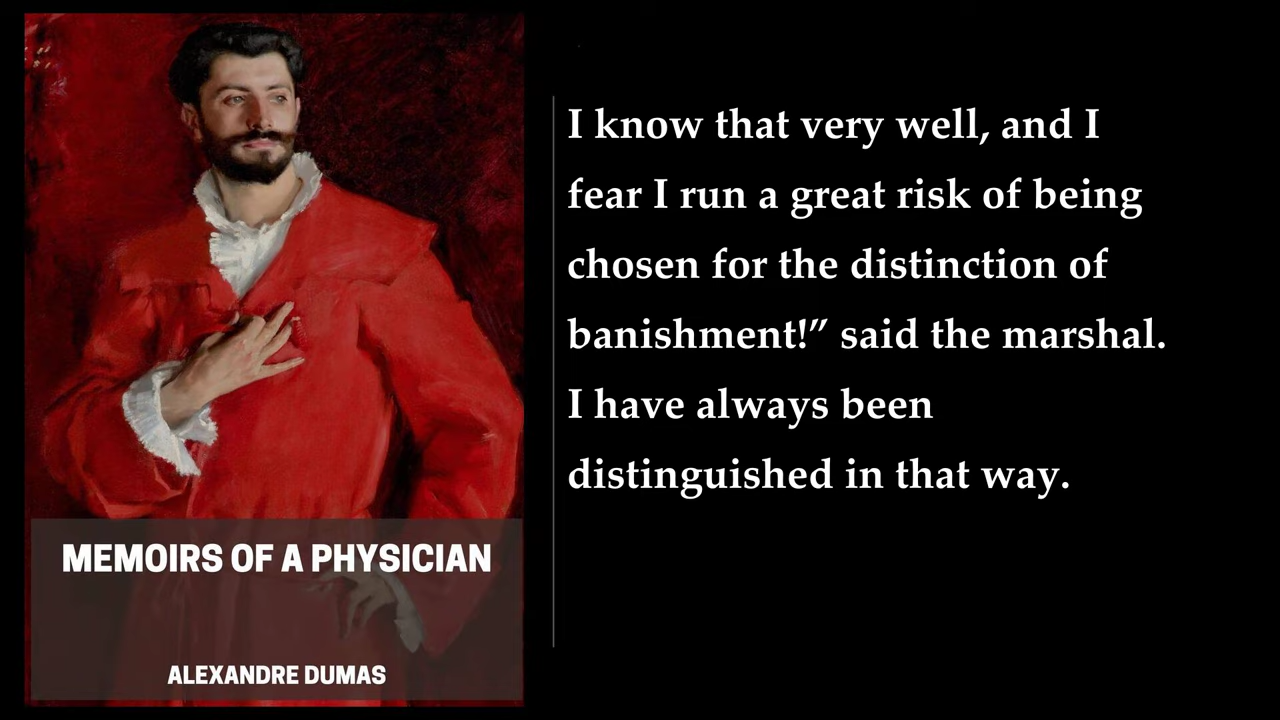 MEMOIRS OF A PHYSICIAN
ALEXANDRE DUMAS
I know that very well, and I
fear I run a great risk of being
chosen for the distinction of
banishment!” said the marshal.
I have always been
distinguished in that way.